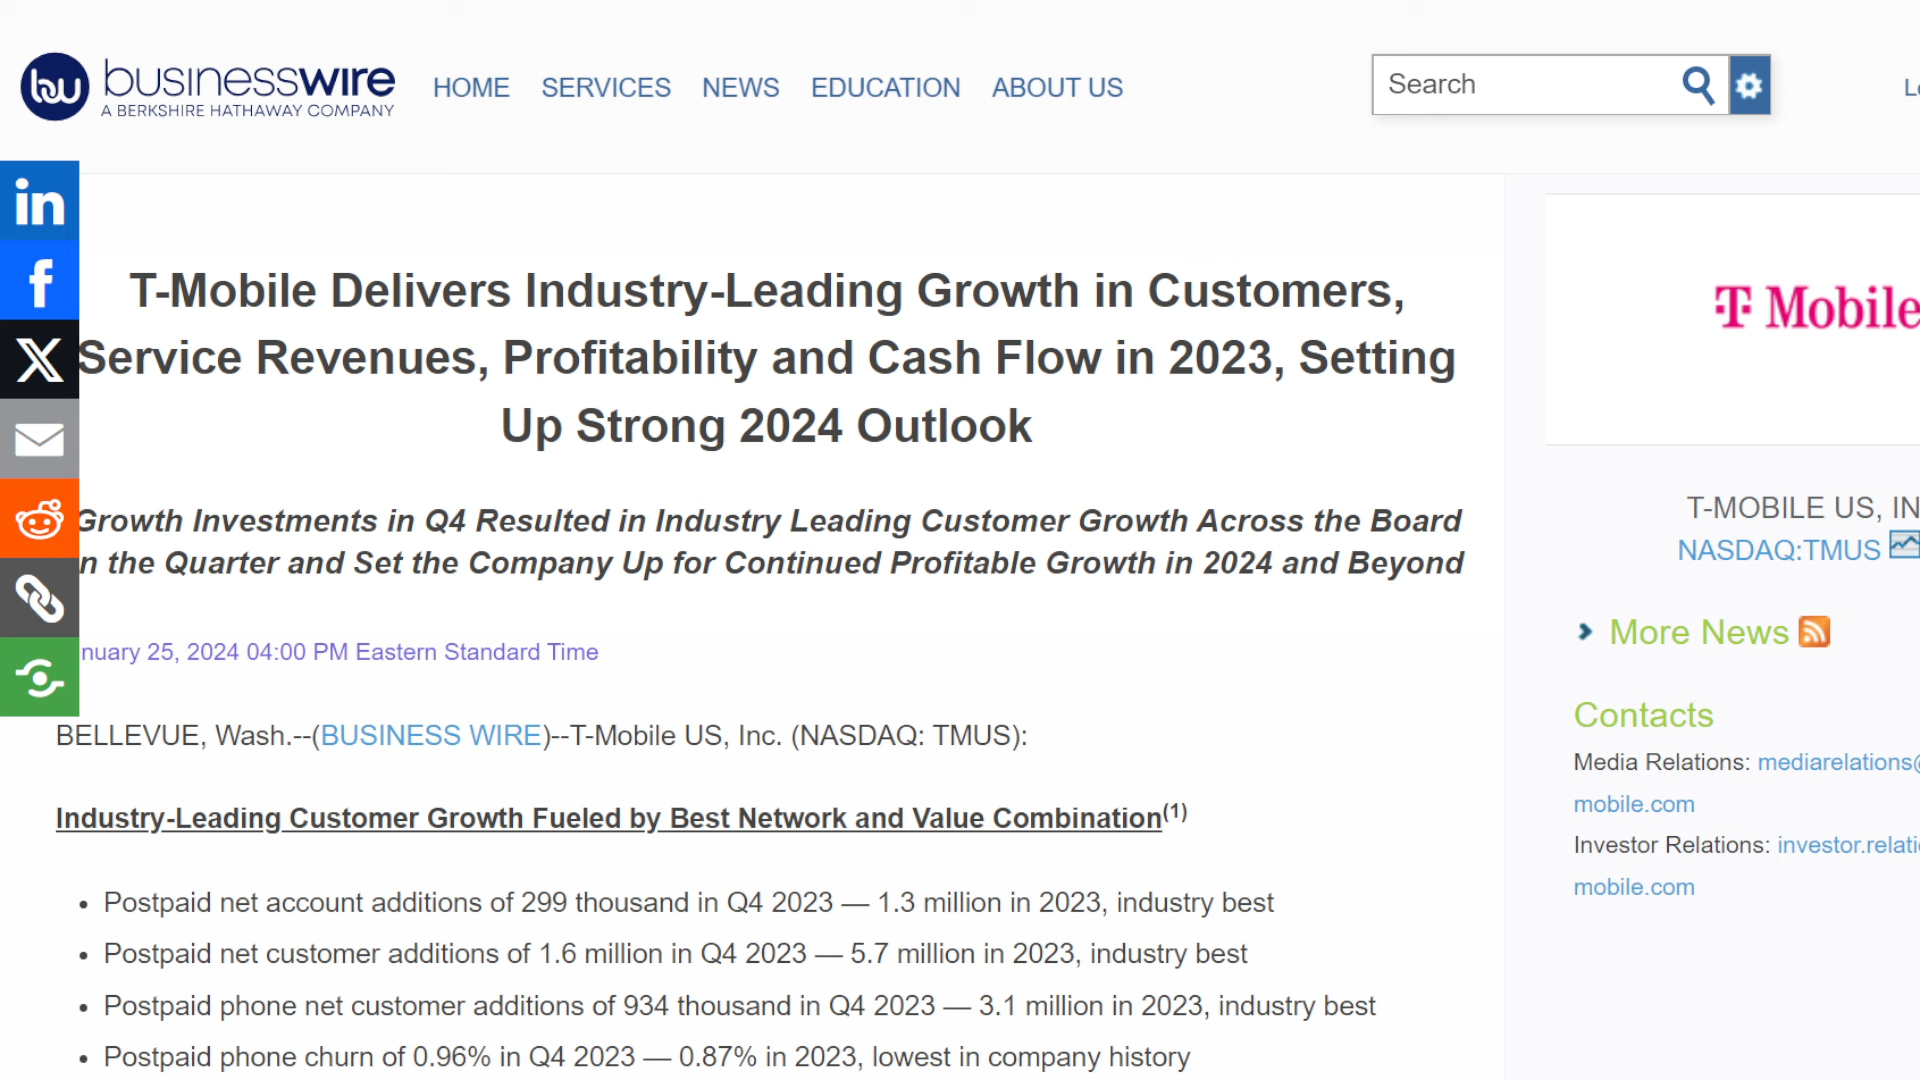 businesswire
A BERKSHIRE HATHAWAY COMPANY
HOME SERVICES NEWS EDUCATION ABOUT US
Search
T-Mobile Delivers Industry-Leading Growth in Customers,
Service Revenues, Profitability and Cash Flow in 2023, Setting
Up Strong 2024 Outlook
Growth Investments in Q4 Resulted in Industry Leading Customer Growth Across the Board
n the Quarter and Set the Company Up for Continued Profitable Growth in 2024 and Beyond
nuary 25, 2024 04:00 PM Eastern Standard Time
BELLEVUE, Wash.--(BUSINESS WIRE)--T-Mobile US, Inc. (NASDAQ: TMUS):
Industry-Leading Customer Growth Fueled by Best Network and Value Combination(1)
• Postpaid net account additions of 299 thousand in Q4 2023 — 1.3 million in 2023, industry best
• Postpaid net customer additions of 1.6 million in Q4 2023 — 5.7 million in 2023, industry best
• Postpaid phone net customer additions of 934 thousand in Q4 2023 — 3.1 million in 2023, industry best
• Postpaid phone churn of 0.96% in Q4 2023 — 0.87% in 2023, lowest in company history
T Mobile
T-MOBILE US, IN
NASDAQ:TMUS
More News
Contacts
Media Relations: mediarelations@
mobile.com
Investor Relations: investor.relati
mobile.com